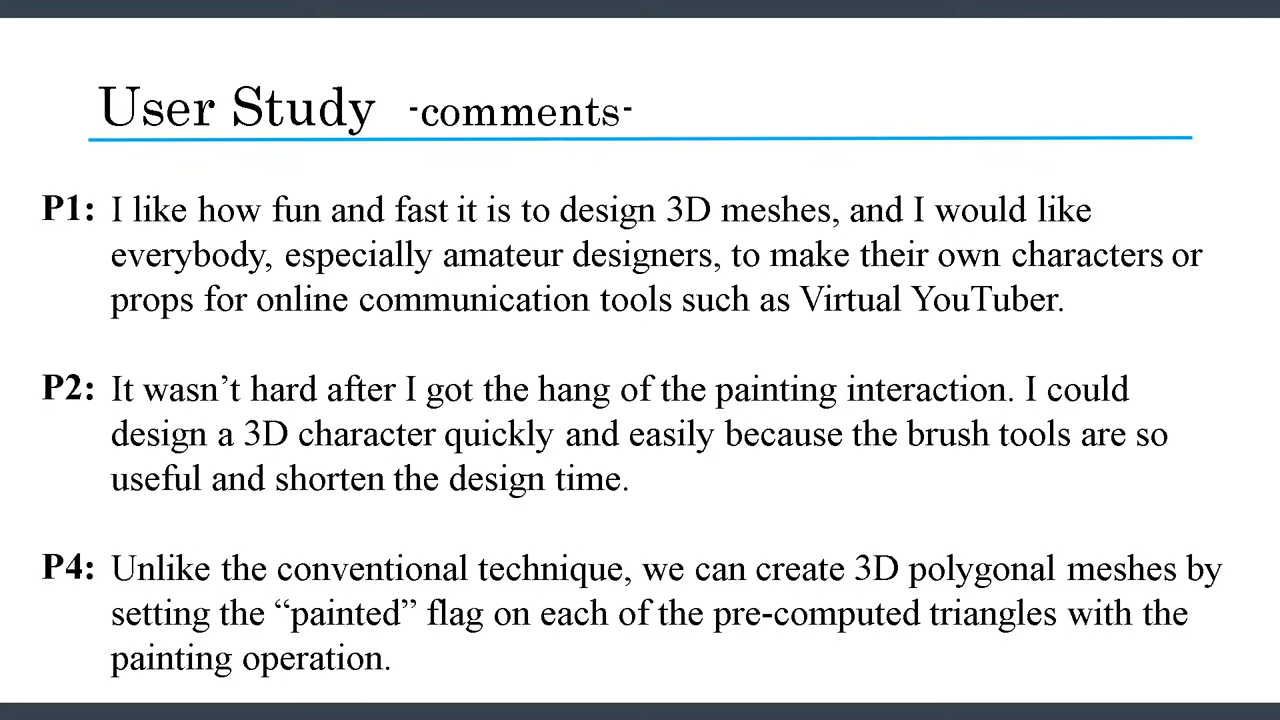 User Study -comments-
P1: I like how fun and fast it is to design 3D meshes, and I would like
everybody, especially amateur designers, to make their own characters or
props for online communication tools such as Virtual YouTuber.
P2: It wasn’t hard after I got the hang of the painting interaction. I could
design a 3D character quickly and easily because the brush tools are so
useful and shorten the design time.
P4: Unlike the conventional technique, we can create 3D polygonal meshes by
setting the “painted” flag on each of the pre-computed triangles with the
painting operation.